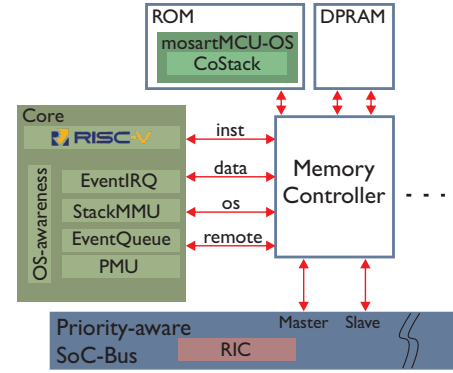 ROM
mosartMCU-OS
CoStack
DPRAM
Core
RISC-V
OS-awareness
EventIRQ
StackMMU
EventQueue
PMU
inst
data
os
remote
Memory
Controller
Master
Slave
Priority-aware
SoC-Bus
RIC